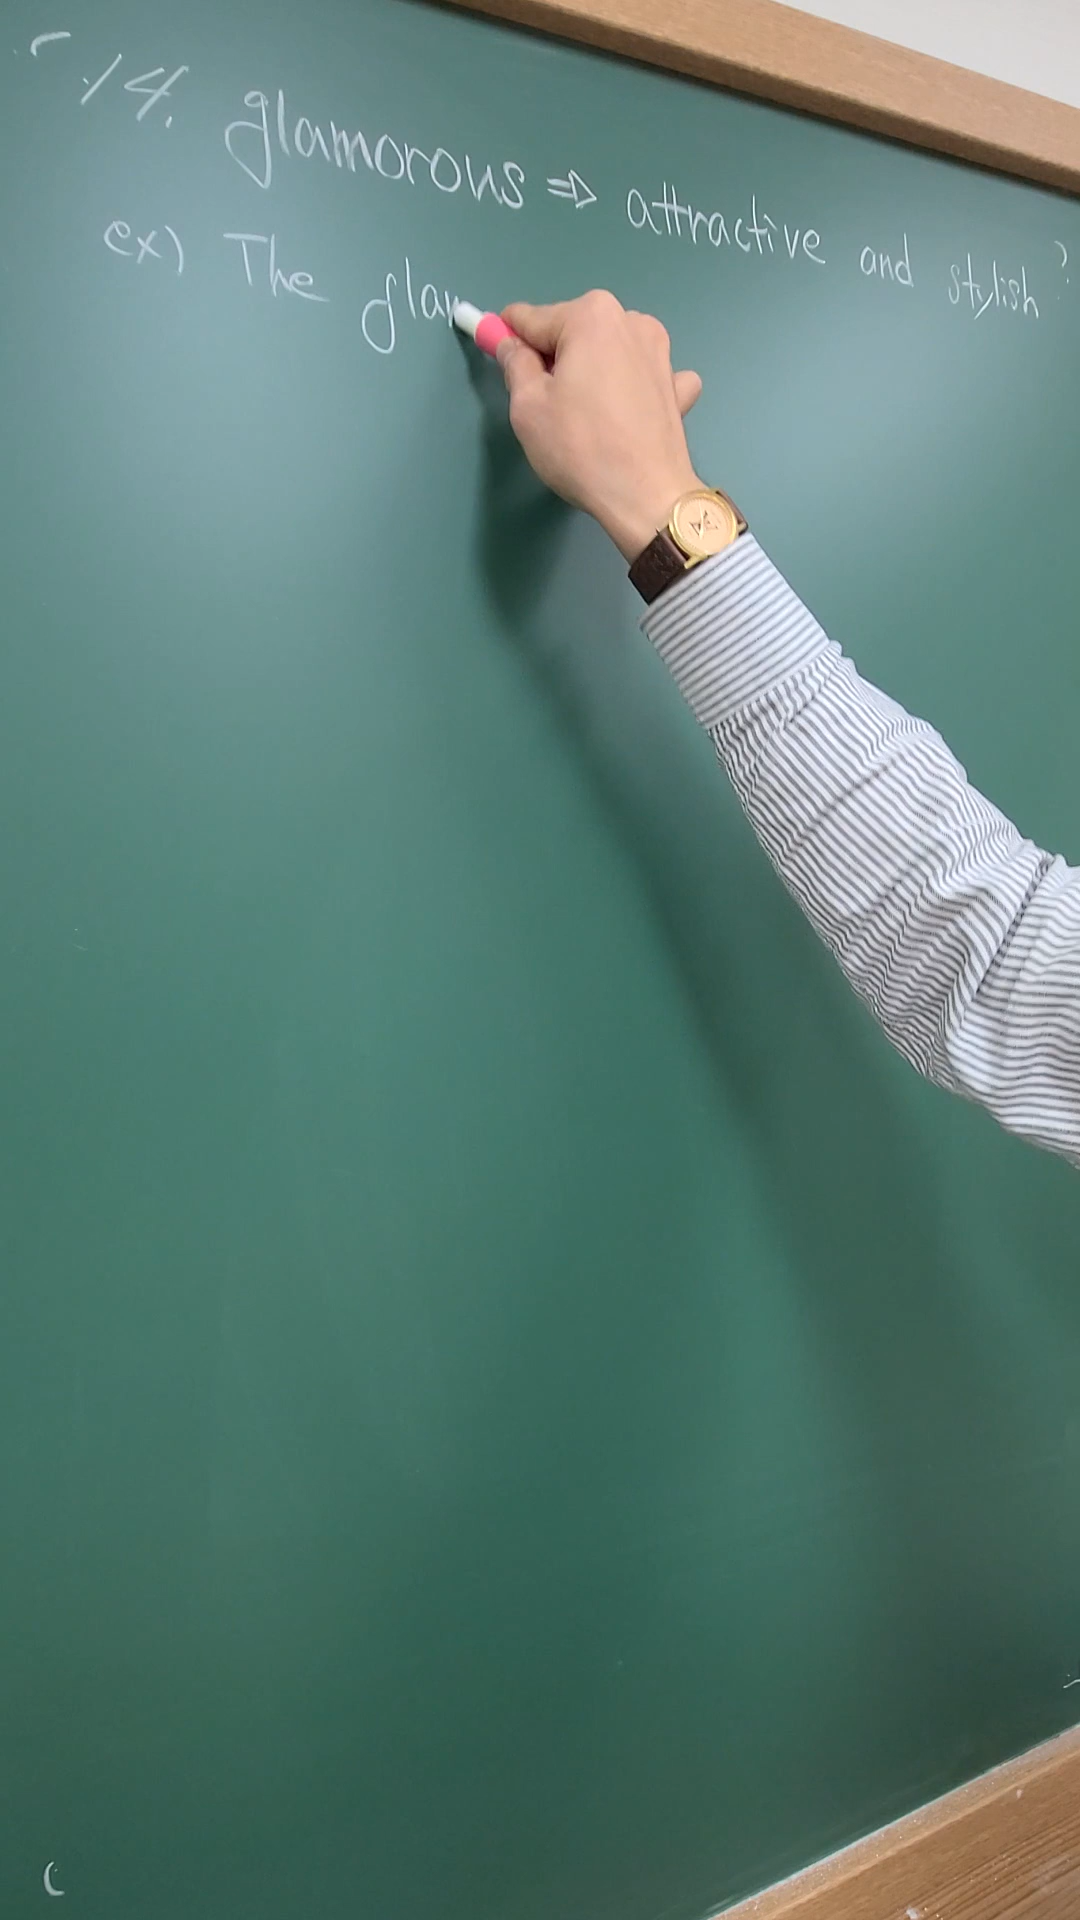 14. glamorous ⇒ attractive and stylish
ex) The glam